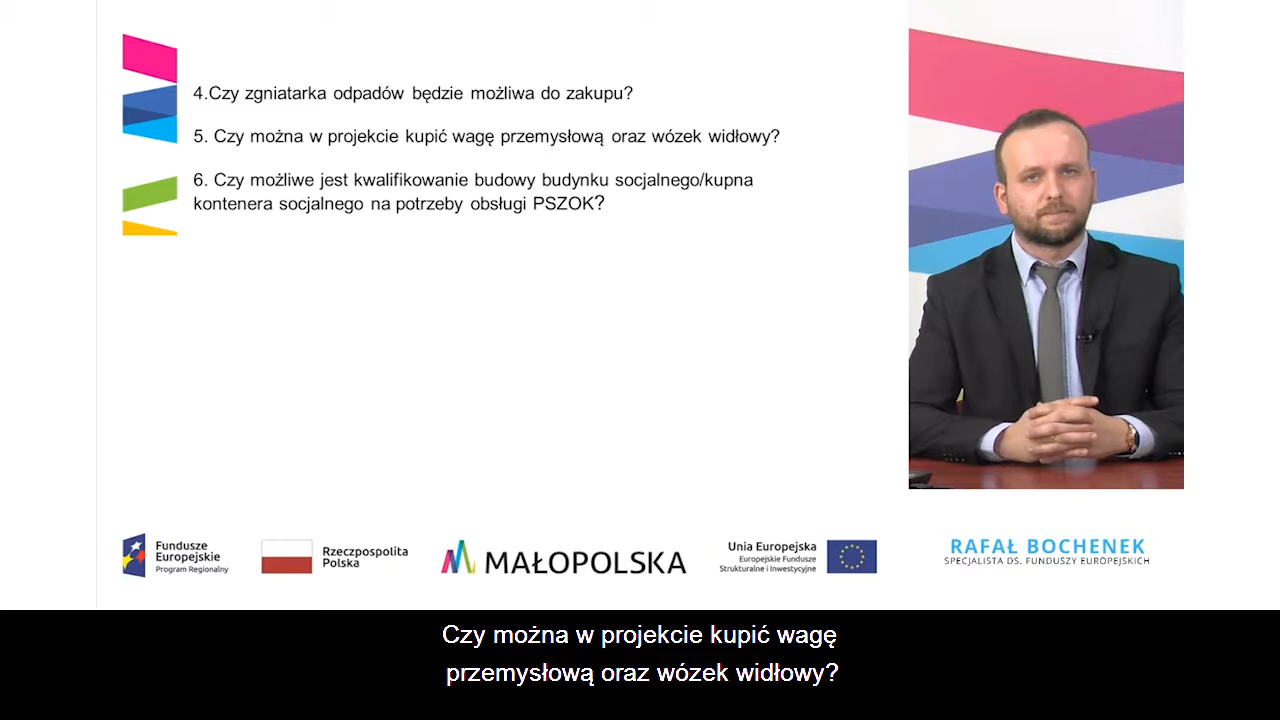 4.Czy zgniatarka odpadów będzie możliwa do zakupu?
5. Czy można w projekcie kupić wagę przemysłową oraz wózek widłowy?
6. Czy możliwe jest kwalifikowanie budowy budynku socjalnego/kupna
kontenera socjalnego na potrzeby obsługi PSZOK?
Fundusze
Europejskie
Program Regionalny
Rzeczpospolita
Polska
MAŁOPOLSKA
Unia Europejska
Europejskie Fundusze
Strukturalne i Inwestycyjne
RAFAŁ BOCHENEK
SPECJALISTA DS. FUNDUSZY EUROPEJSKICH
Czy można w projekcie kupić wagę
przemysłową oraz wózek widłowy?